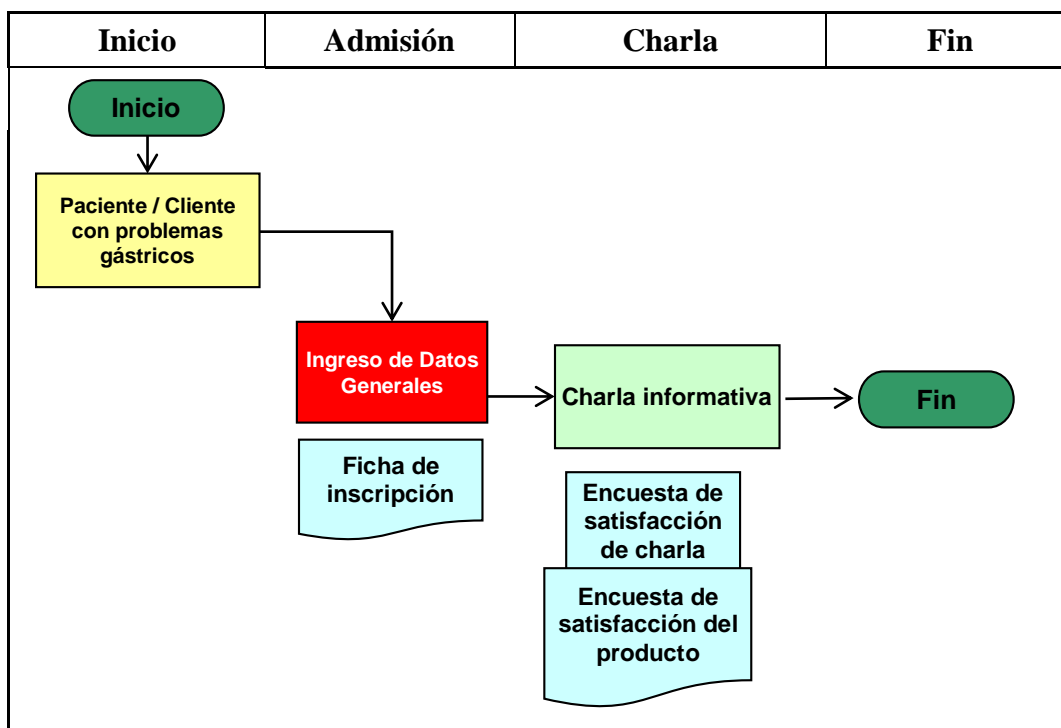 Inicio
Admisión
Charla
Fin
Inicio
Paciente / Cliente
con problemas
gástricos
Ingreso de Datos
Generales
Charla informativa
Fin
Ficha de
inscripción
Encuesta de
satisfacción
de charla
Encuesta de
satisfacción del
producto